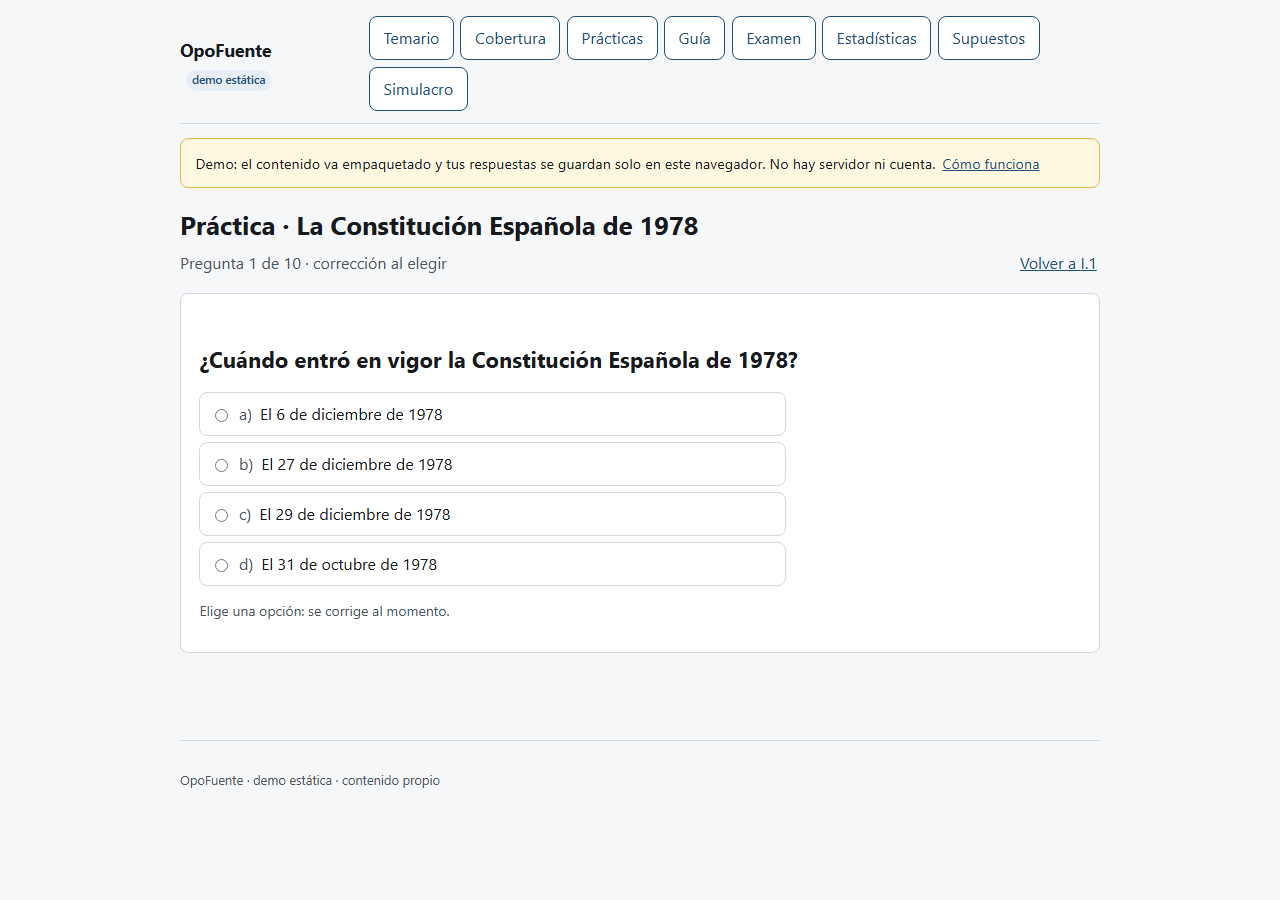 OpoFuente
demo estática
Temario
Cobertura
Prácticas
Guía
Examen
Estadísticas
Supuestos
Simulacro
Demo: el contenido va empaquetado y tus respuestas se guardan solo en este navegador. No hay servidor ni cuenta. Cómo funciona
Práctica · La Constitución Española de 1978
Pregunta 1 de 10 · corrección al elegir
Volver a I.1
¿Cuándo entró en vigor la Constitución Española de 1978?
a) El 6 de diciembre de 1978
b) El 27 de diciembre de 1978
c) El 29 de diciembre de 1978
d) El 31 de octubre de 1978
Elige una opción: se corrige al momento.
OpoFuente · demo estática · contenido propio